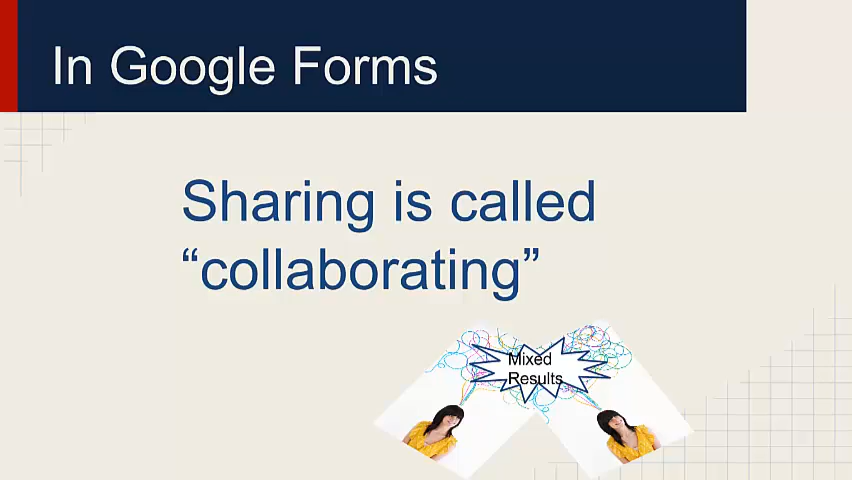 In Google Forms
Sharing is called
“collaborating”
Mixed
Results